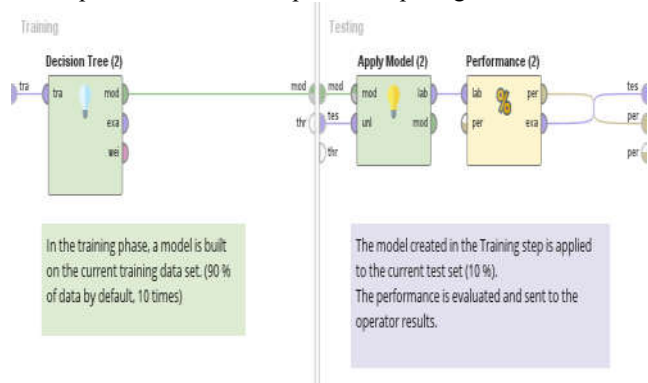 Training
Testing
Decision Tree (2)
Apply Model (2)
Performance (2)
tra
tra
mod
exa
wei
mod
thr
mod
tes
thr
mod
unl
lab
mod
lab
per
per
exa
tes
per
per
In the training phase, a model is built
on the current training data set. (90 %
of data by default, 10 times)
The model created in the Training step is applied
to the current test set (10 %).
The performance is evaluated and sent to the
operator results.